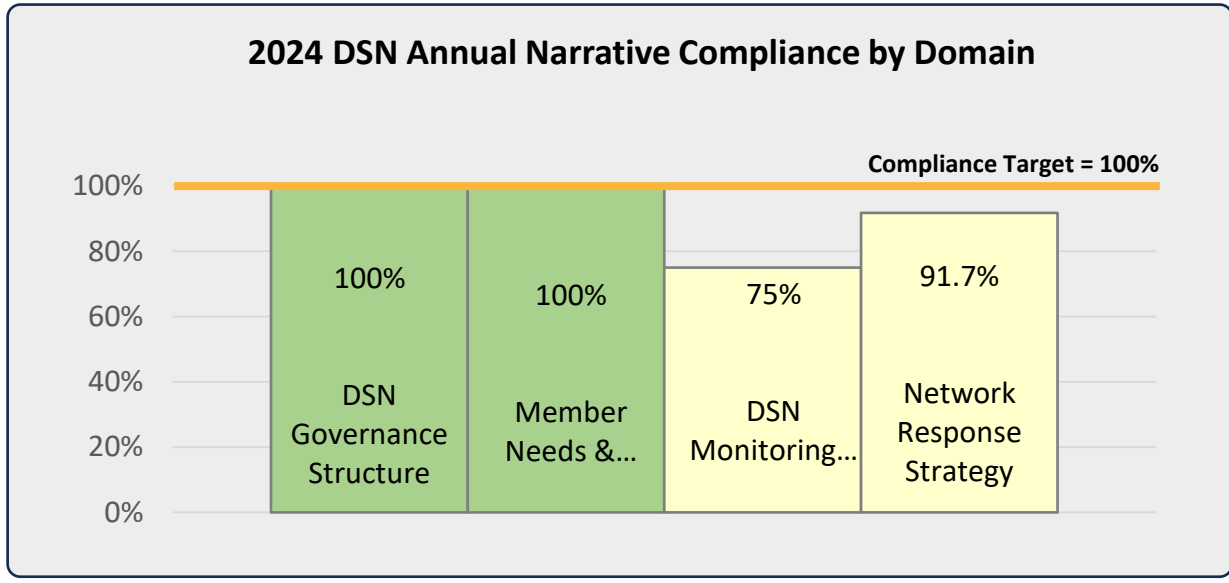 2024 DSN Annual Narrative Compliance by Domain
Compliance Target = 100%
100%
80%
60%
40%
20%
0%
100%
DSN
Governance
Structure
100%
Member
Needs &...
75%
DSN
Monitoring...
91.7%
Network
Response
Strategy